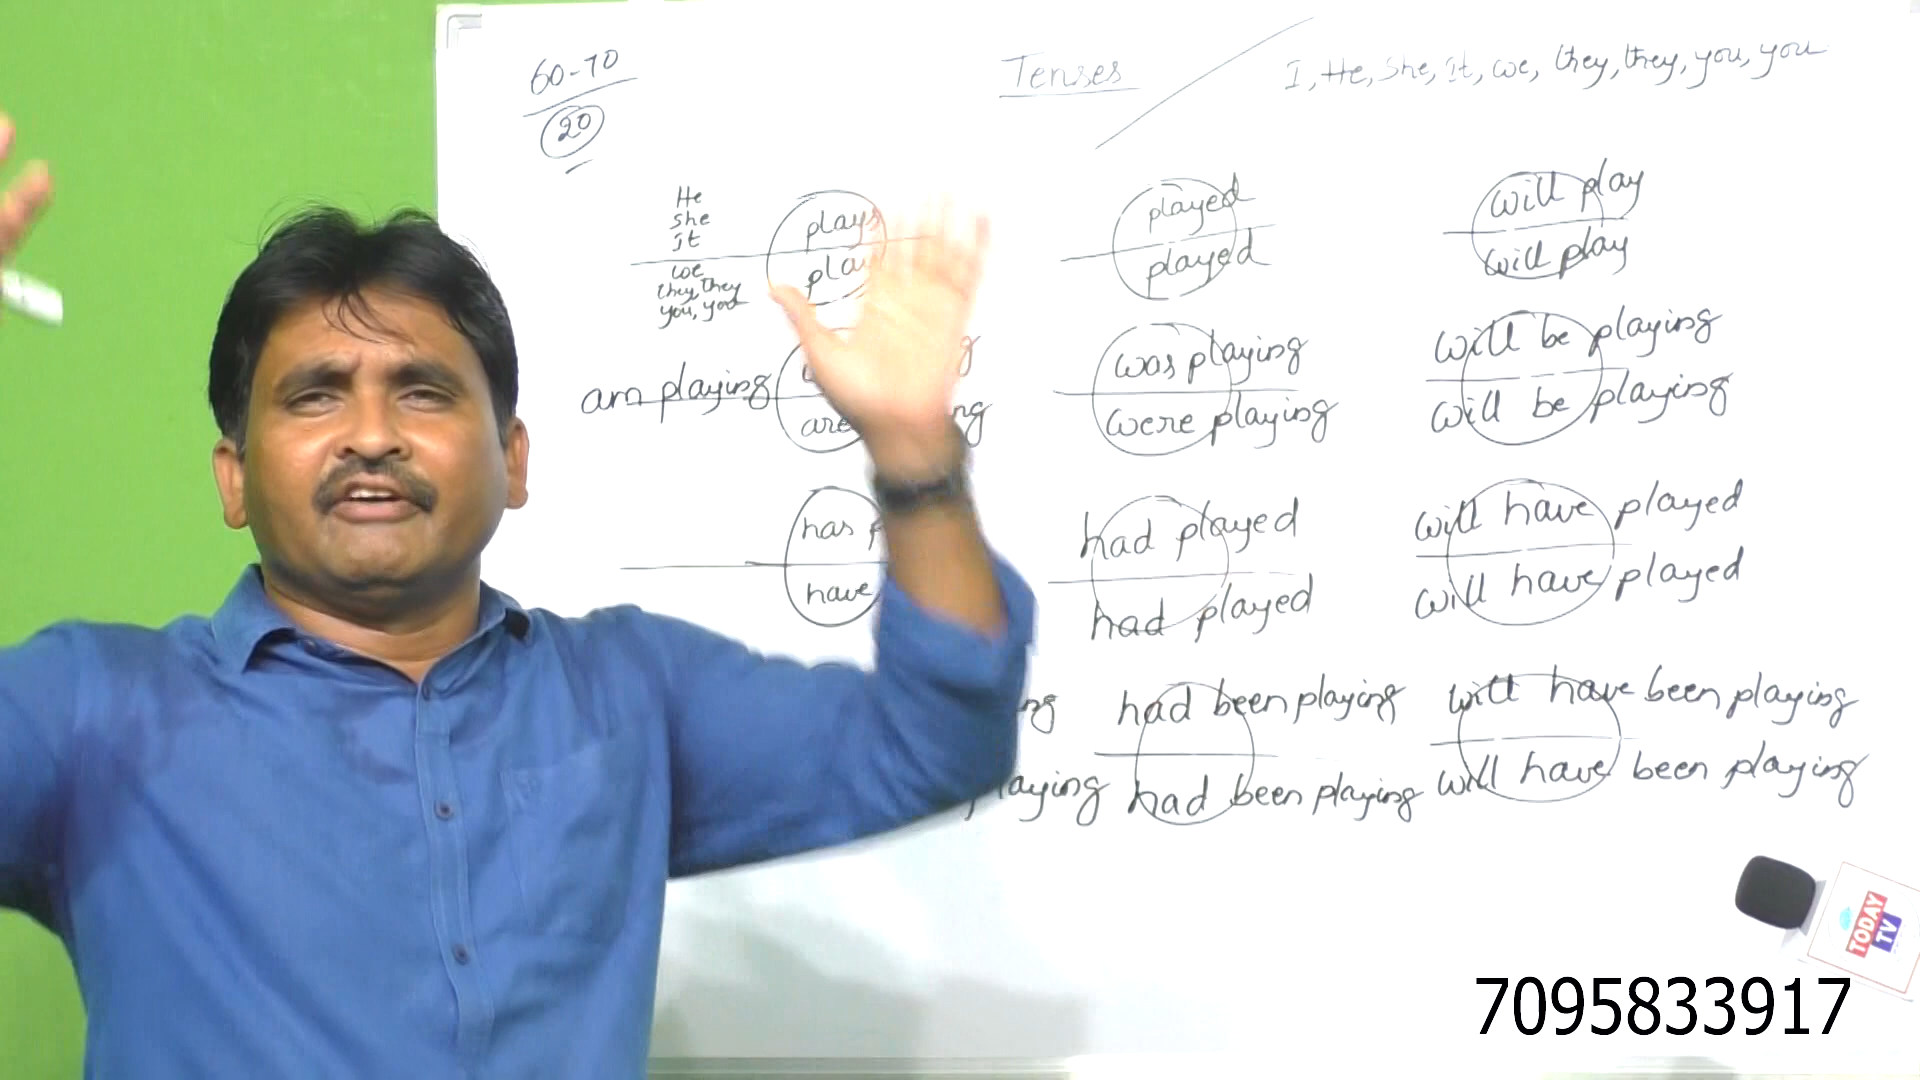 60-70
20
Tenses
I, He, She, It, we, they, they, you, you
He
She
It
we
they, they
you, you
plays
play
played
played
will play
will play
am playing
are
was playing
were playing
will be playing
will be playing
has
have
had played
had played
will have played
will have played
had been playing
had been playing
will have been playing
will have been playing
TODAY
TV
7095833917